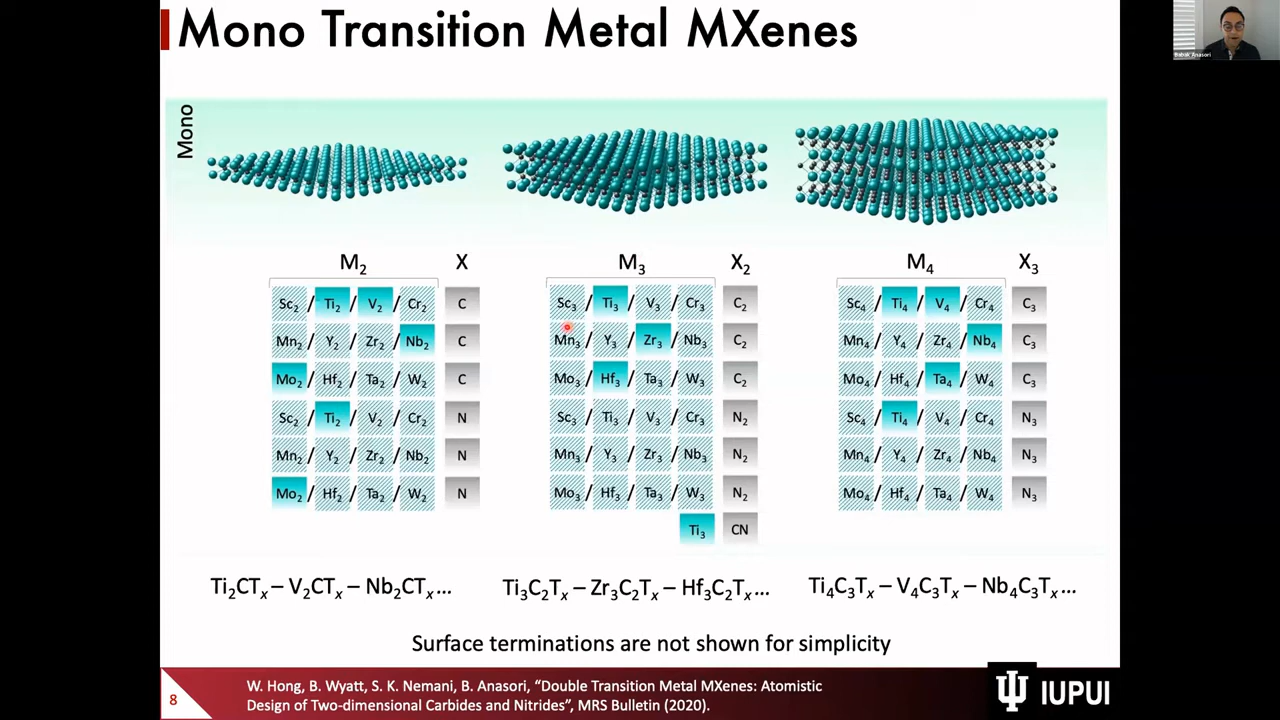 Mono Transition Metal MXenes
Babak Anasori
Mono
M₂ X
Sc₂ / Ti₂ / V₂ / Cr₂ C
Mn₂ / Y₂ / Zr₂ / Nb₂ C
Mo₂ / Hf₂ / Ta₂ / W₂ C
Sc₂ / Ti₂ / V₂ / Cr₂ N
Mn₂ / Y₂ / Zr₂ / Nb₂ N
Mo₂ / Hf₂ / Ta₂ / W₂ N
M₃ X₂
Sc₃ / Ti₃ / V₃ / Cr₃ C₂
Mn₃ / Y₃ / Zr₃ / Nb₃ C₂
Mo₃ / Hf₃ / Ta₃ / W₃ C₂
Sc₃ / Ti₃ / V₃ / Cr₃ N₂
Mn₃ / Y₃ / Zr₃ / Nb₃ N₂
Mo₃ / Hf₃ / Ta₃ / W₃ N₂
Ti₃ CN
M₄ X₃
Sc₄ / Ti₄ / V₄ / Cr₄ C₃
Mn₄ / Y₄ / Zr₄ / Nb₄ C₃
Mo₄ / Hf₄ / Ta₄ / W₄ C₃
Sc₄ / Ti₄ / V₄ / Cr₄ N₃
Mn₄ / Y₄ / Zr₄ / Nb₄ N₃
Mo₄ / Hf₄ / Ta₄ / W₄ N₃
Ti₂CTₓ – V₂CTₓ – Nb₂CTₓ...
Ti₃C₂Tₓ – Zr₃C₂Tₓ – Hf₃C₂Tₓ...
Ti₄C₃Tₓ – V₄C₃Tₓ – Nb₄C₃Tₓ...
Surface terminations are not shown for simplicity
8
W. Hong, B. Wyatt, S. K. Nemani, B. Anasori, “Double Transition Metal MXenes: Atomistic
Design of Two-dimensional Carbides and Nitrides”, MRS Bulletin (2020).
IUPUI